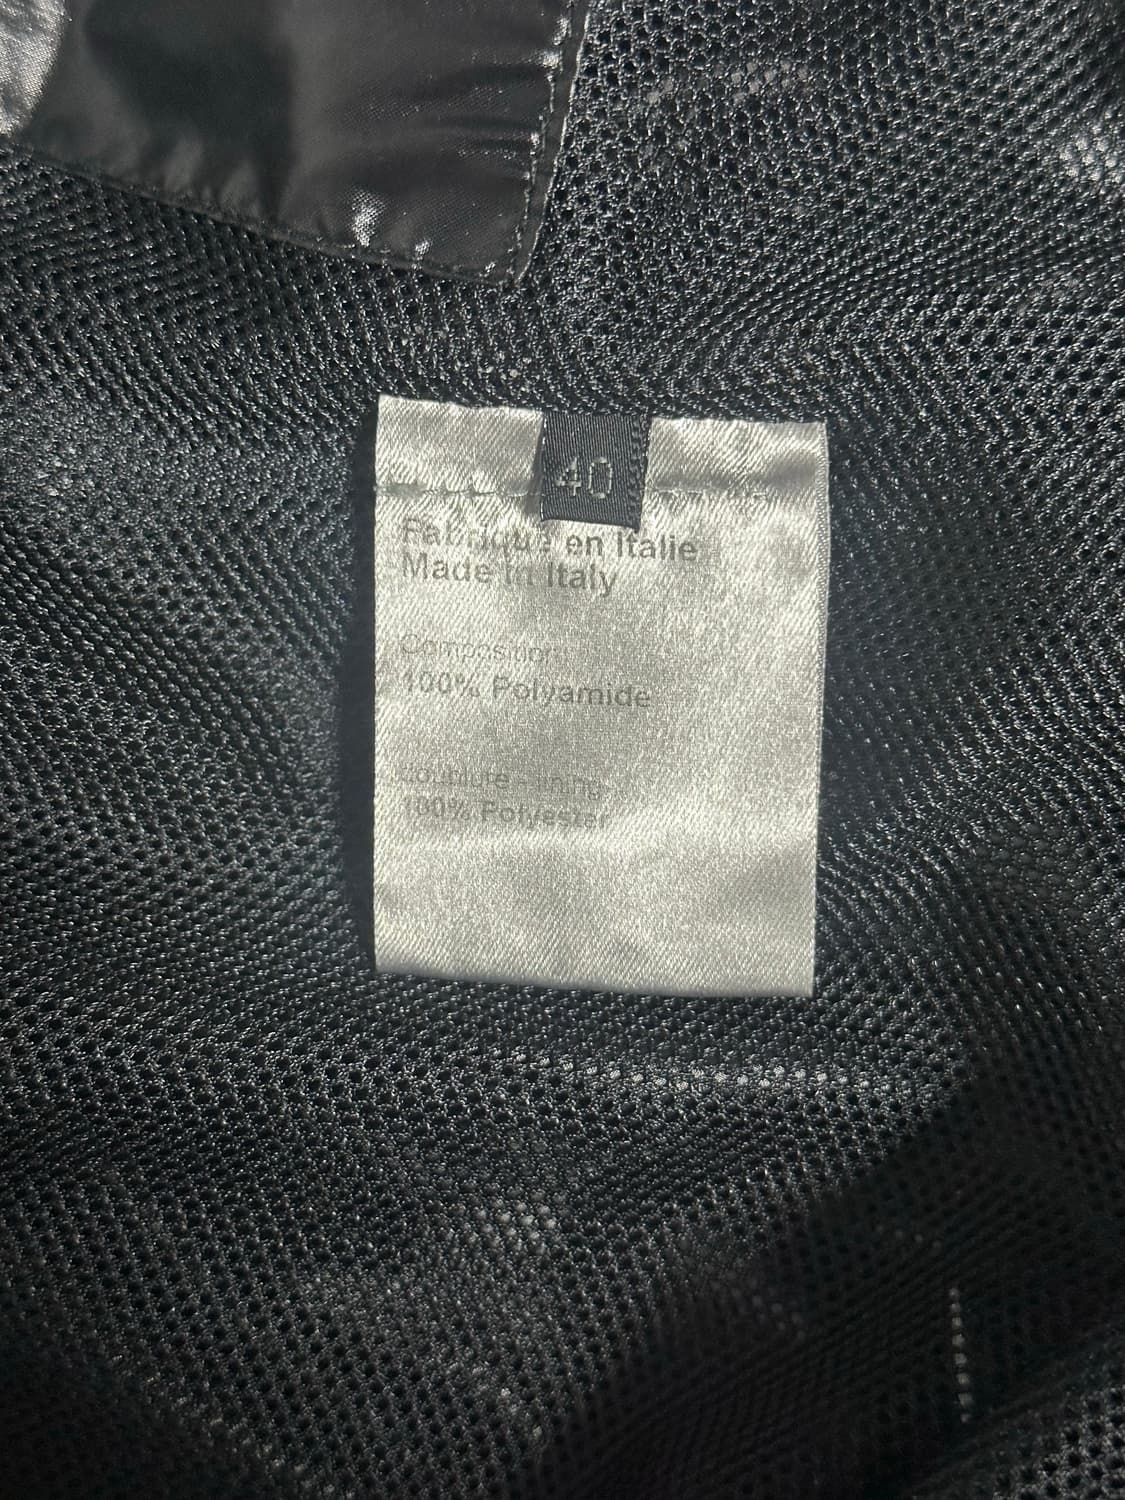 40
Fabrique en Italie
Made in Italy
Composition:
100% Polyamide
doublure - lining
100% Polyester